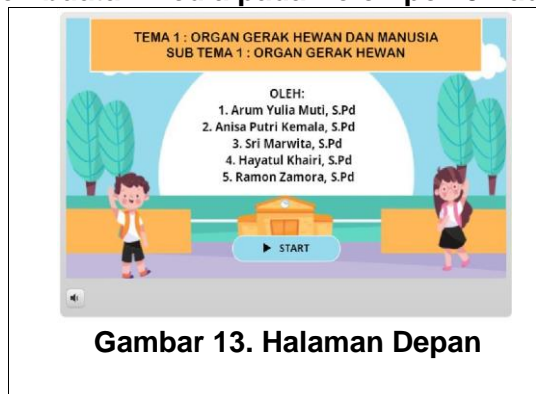 TEMA 1 : ORGAN GERAK HEWAN DAN MANUSIA
SUB TEMA 1 : ORGAN GERAK HEWAN
OLEH:
1. Arum Yulia Muti, S.Pd
2. Anisa Putri Kemala, S.Pd
3. Sri Marwita, S.Pd
4. Hayatul Khairi, S.Pd
5. Ramon Zamora, S.Pd
START
Gambar 13. Halaman Depan